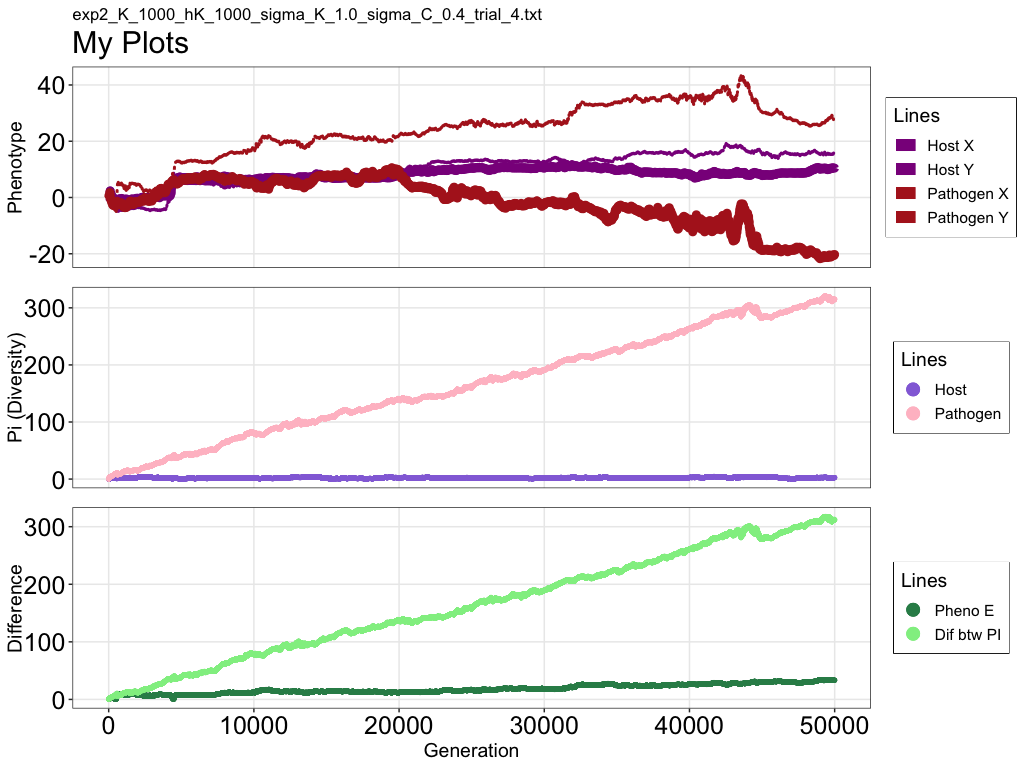 exp2_K_1000_hK_1000_sigma_K_1.0_sigma_C_0.4_trial_4.txt
My Plots
Phenotype
40
20
0
-20
Lines
Host X
Host Y
Pathogen X
Pathogen Y
Pi (Diversity)
300
200
100
0
Lines
Host
Pathogen
Difference
300
200
100
0
Lines
Pheno E
Dif btw PI
0 10000 20000 30000 40000 50000
Generation